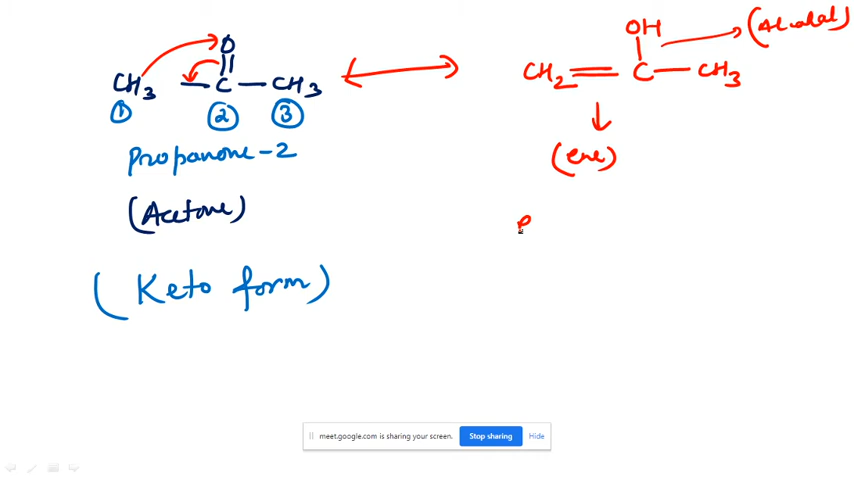 OH
(Alcohol)
O
CH3 — C — CH3
CH2 = C — CH3
① ② ③
Propanone-2
(ene)
(Acetone)
e
(Keto form)
meet.google.com is sharing your screen. Stop sharing Hide